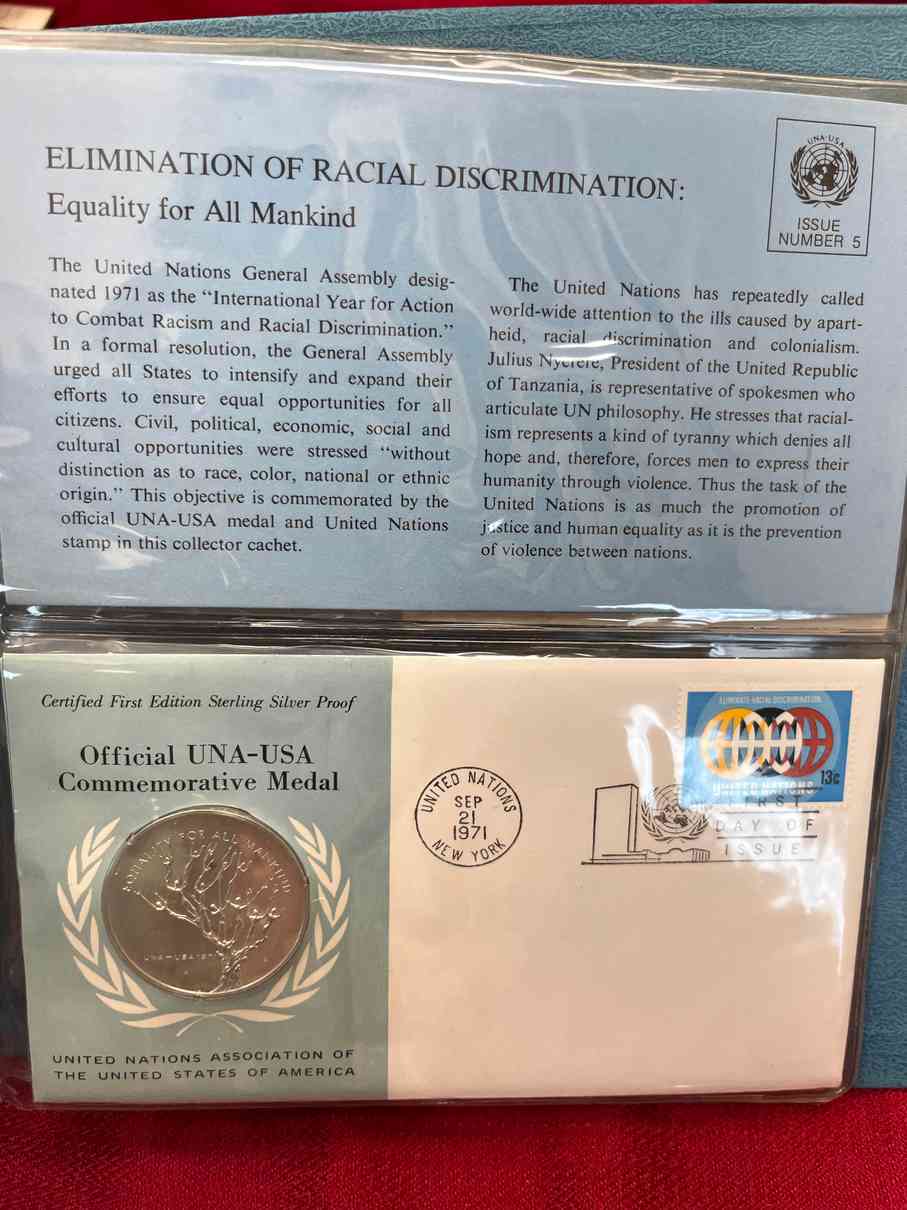 ELIMINATION OF RACIAL DISCRIMINATION:
Equality for All Mankind
UNA-USA
ISSUE
NUMBER 5
The United Nations General Assembly desig-
nated 1971 as the “International Year for Action
to Combat Racism and Racial Discrimination.”
In a formal resolution, the General Assembly
urged all States to intensify and expand their
efforts to ensure equal opportunities for all
citizens. Civil, political, economic, social and
cultural opportunities were stressed “without
distinction as to race, color, national or ethnic
origin.” This objective is commemorated by the
official UNA-USA medal and United Nations
stamp in this collector cachet.
The United Nations has repeatedly called
world-wide attention to the ills caused by apart-
heid, racial discrimination and colonialism.
Julius Nyerere, President of the United Republic
of Tanzania, is representative of spokesmen who
articulate UN philosophy. He stresses that racial-
ism represents a kind of tyranny which denies all
hope and, therefore, forces men to express their
humanity through violence. Thus the task of the
United Nations is as much the promotion of
justice and human equality as it is the prevention
of violence between nations.
Certified First Edition Sterling Silver Proof
Official UNA-USA
Commemorative Medal
EQUALITY FOR ALL MANKIND
UNA-USA
UNITED NATIONS ASSOCIATION OF
THE UNITED STATES OF AMERICA
UNITED NATIONS
SEP
21
1971
NEW YORK
ELIMINATE RACIAL DISCRIMINATION
13c
UNITED NATIONS
FIRST
DAY OF
ISSUE